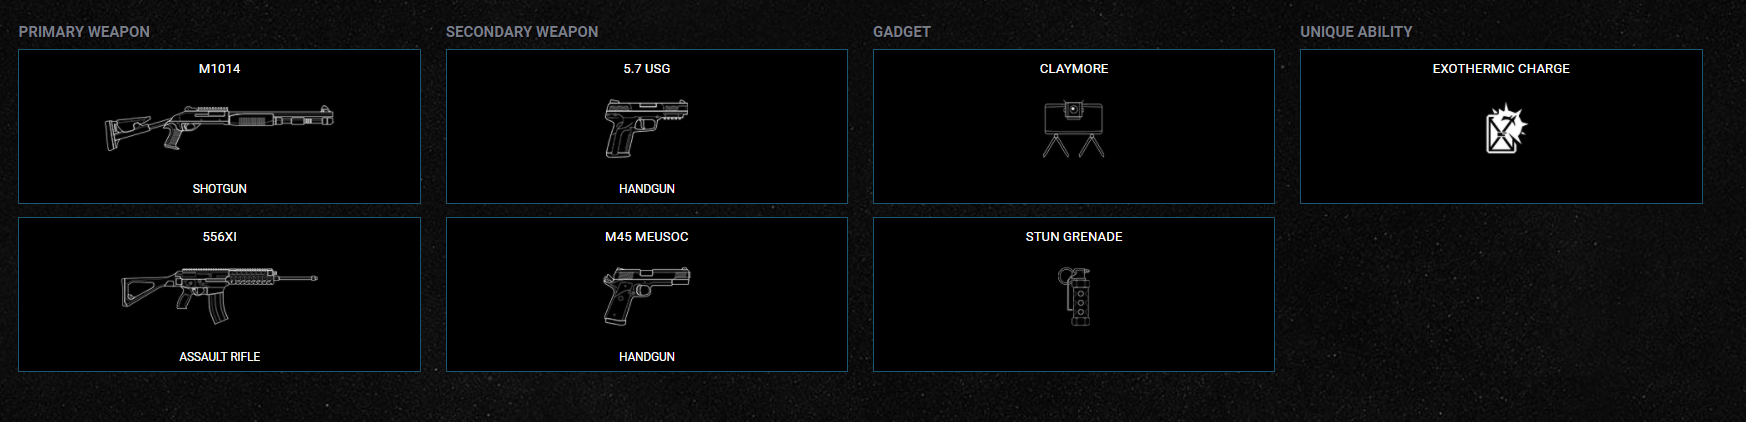 PRIMARY WEAPON
M1014
SHOTGUN
556XI
ASSAULT RIFLE
SECONDARY WEAPON
5.7 USG
HANDGUN
M45 MEUSOC
HANDGUN
GADGET
CLAYMORE
STUN GRENADE
UNIQUE ABILITY
EXOTHERMIC CHARGE